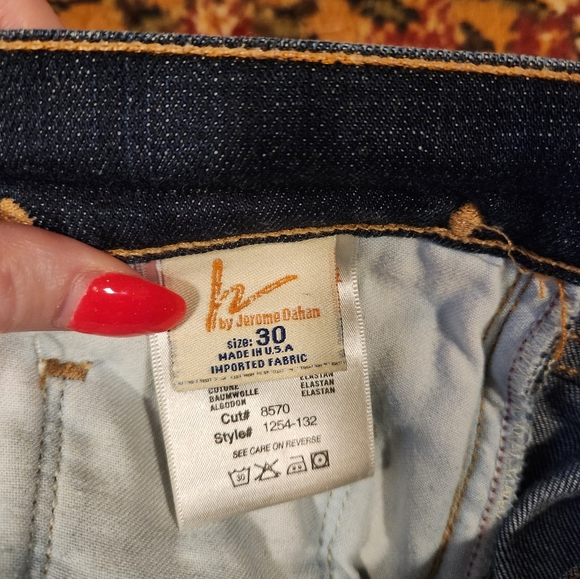 by Jerome Dahan
size: 30
MADE IN U.S.A
IMPORTED FABRIC
COTONE ELASTAN
BAUMWOLLE ELASTAN
ALGODON ELASTAN
Cut# 8570
Style# 1254-132
SEE CARE ON REVERSE
30